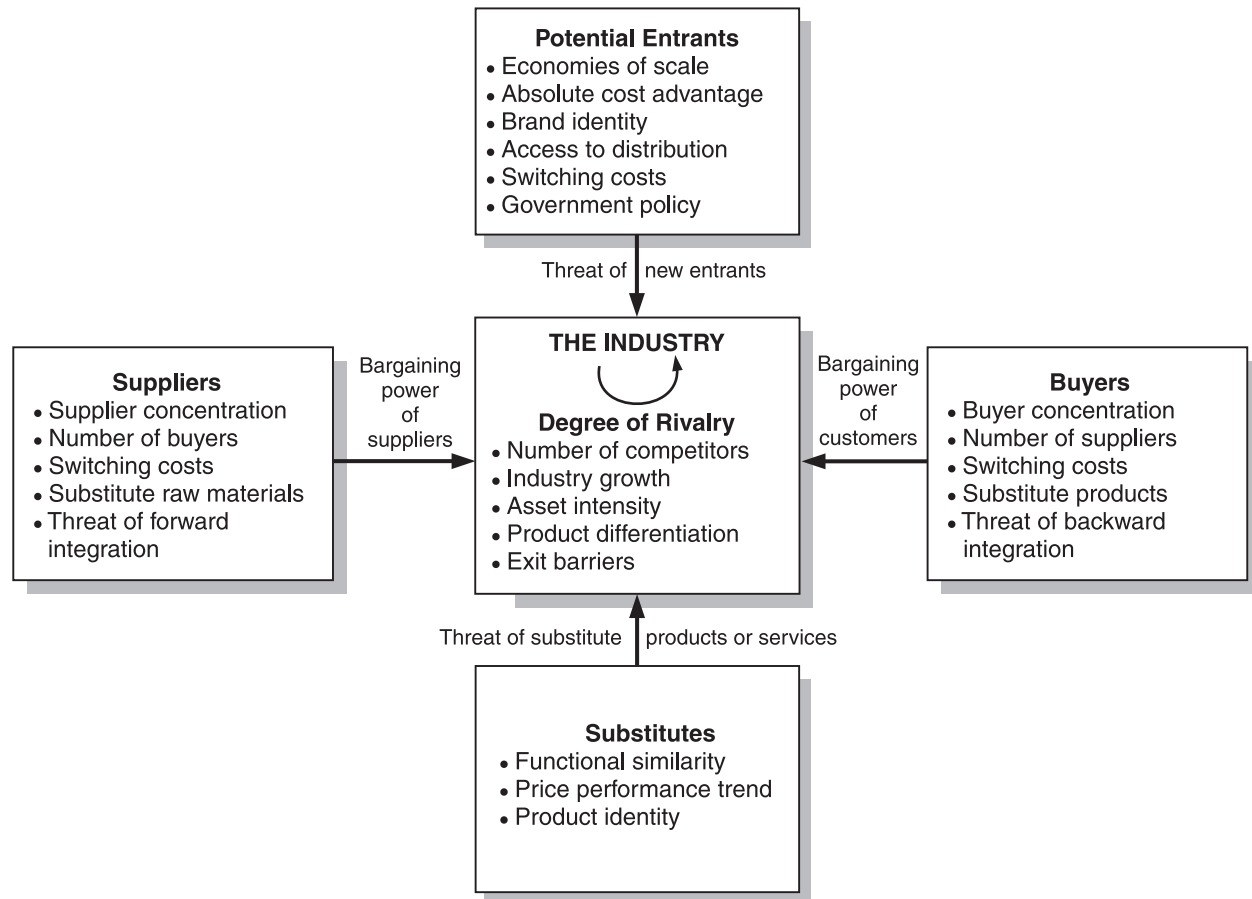 Potential Entrants
• Economies of scale
• Absolute cost advantage
• Brand identity
• Access to distribution
• Switching costs
• Government policy
Threat of new entrants
Suppliers
• Supplier concentration
• Number of buyers
• Switching costs
• Substitute raw materials
• Threat of forward
integration
Bargaining
power
of
suppliers
THE INDUSTRY
Degree of Rivalry
• Number of competitors
• Industry growth
• Asset intensity
• Product differentiation
• Exit barriers
Bargaining
power
of
customers
Buyers
• Buyer concentration
• Number of suppliers
• Switching costs
• Substitute products
• Threat of backward
integration
Threat of substitute products or services
Substitutes
• Functional similarity
• Price performance trend
• Product identity